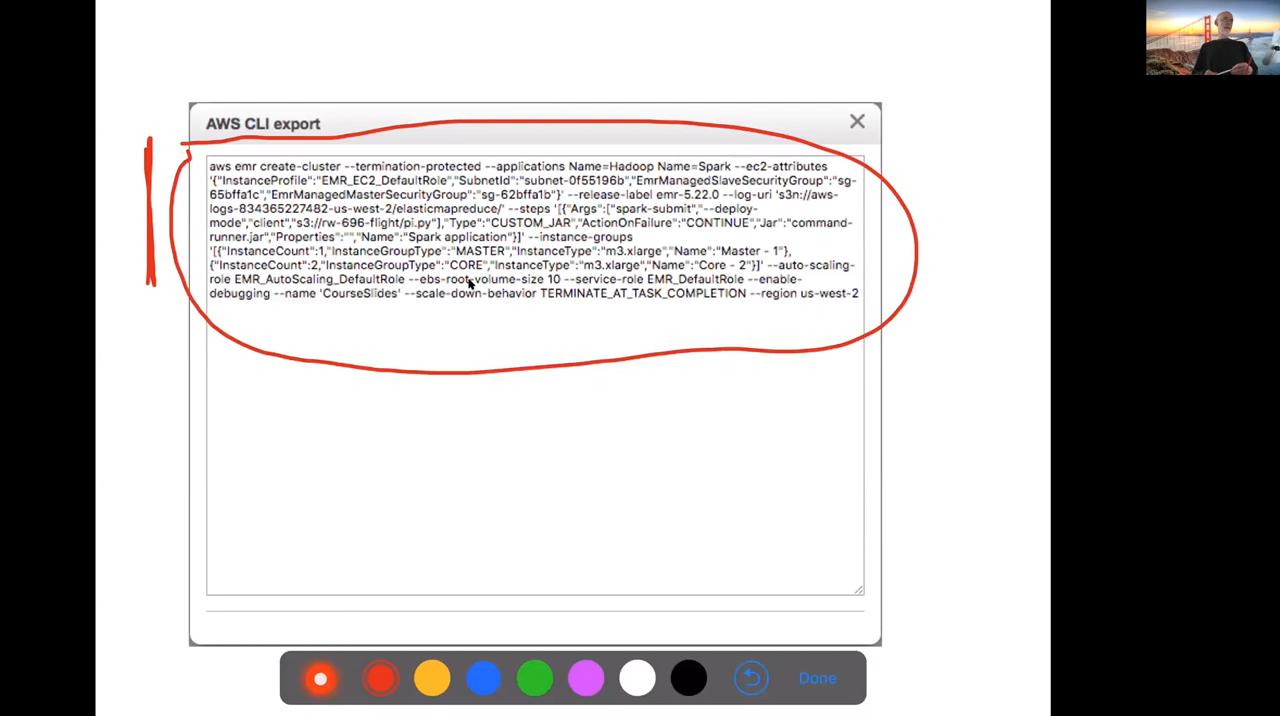 AWS CLI export
aws emr create-cluster --termination-protected --applications Name=Hadoop Name=Spark --ec2-attributes
'{"InstanceProfile":"EMR_EC2_DefaultRole","SubnetId":"subnet-0f55196b","EmrManagedSlaveSecurityGroup":"sg-
65bffa1c","EmrManagedMasterSecurityGroup":"sg-62bffa1b"}' --release-label emr-5.22.0 --log-uri 's3n://aws-
logs-834365227482-us-west-2/elasticmapreduce/' --steps '[{"Args":["spark-submit","--deploy-
mode","client","s3://rw-696-flight/pi.py"],"Type":"CUSTOM_JAR","ActionOnFailure":"CONTINUE","Jar":"command-
runner.jar","Properties":"","Name":"Spark application"}]' --instance-groups
'[{"InstanceCount":1,"InstanceGroupType":"MASTER","InstanceType":"m3.xlarge","Name":"Master - 1"},
{"InstanceCount":2,"InstanceGroupType":"CORE","InstanceType":"m3.xlarge","Name":"Core - 2"}]' --auto-scaling-
role EMR_AutoScaling_DefaultRole --ebs-root-volume-size 10 --service-role EMR_DefaultRole --enable-
debugging --name 'CourseSlides' --scale-down-behavior TERMINATE_AT_TASK_COMPLETION --region us-west-2
Done